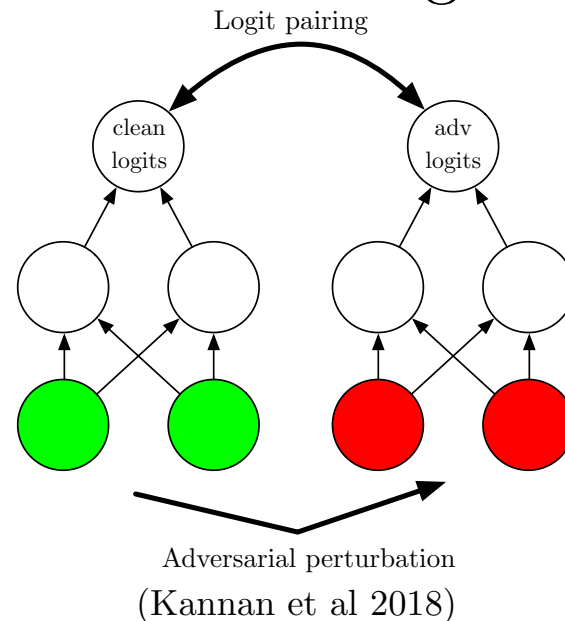 Logit pairing
clean
logits
adv
logits
Adversarial perturbation
(Kannan et al 2018)